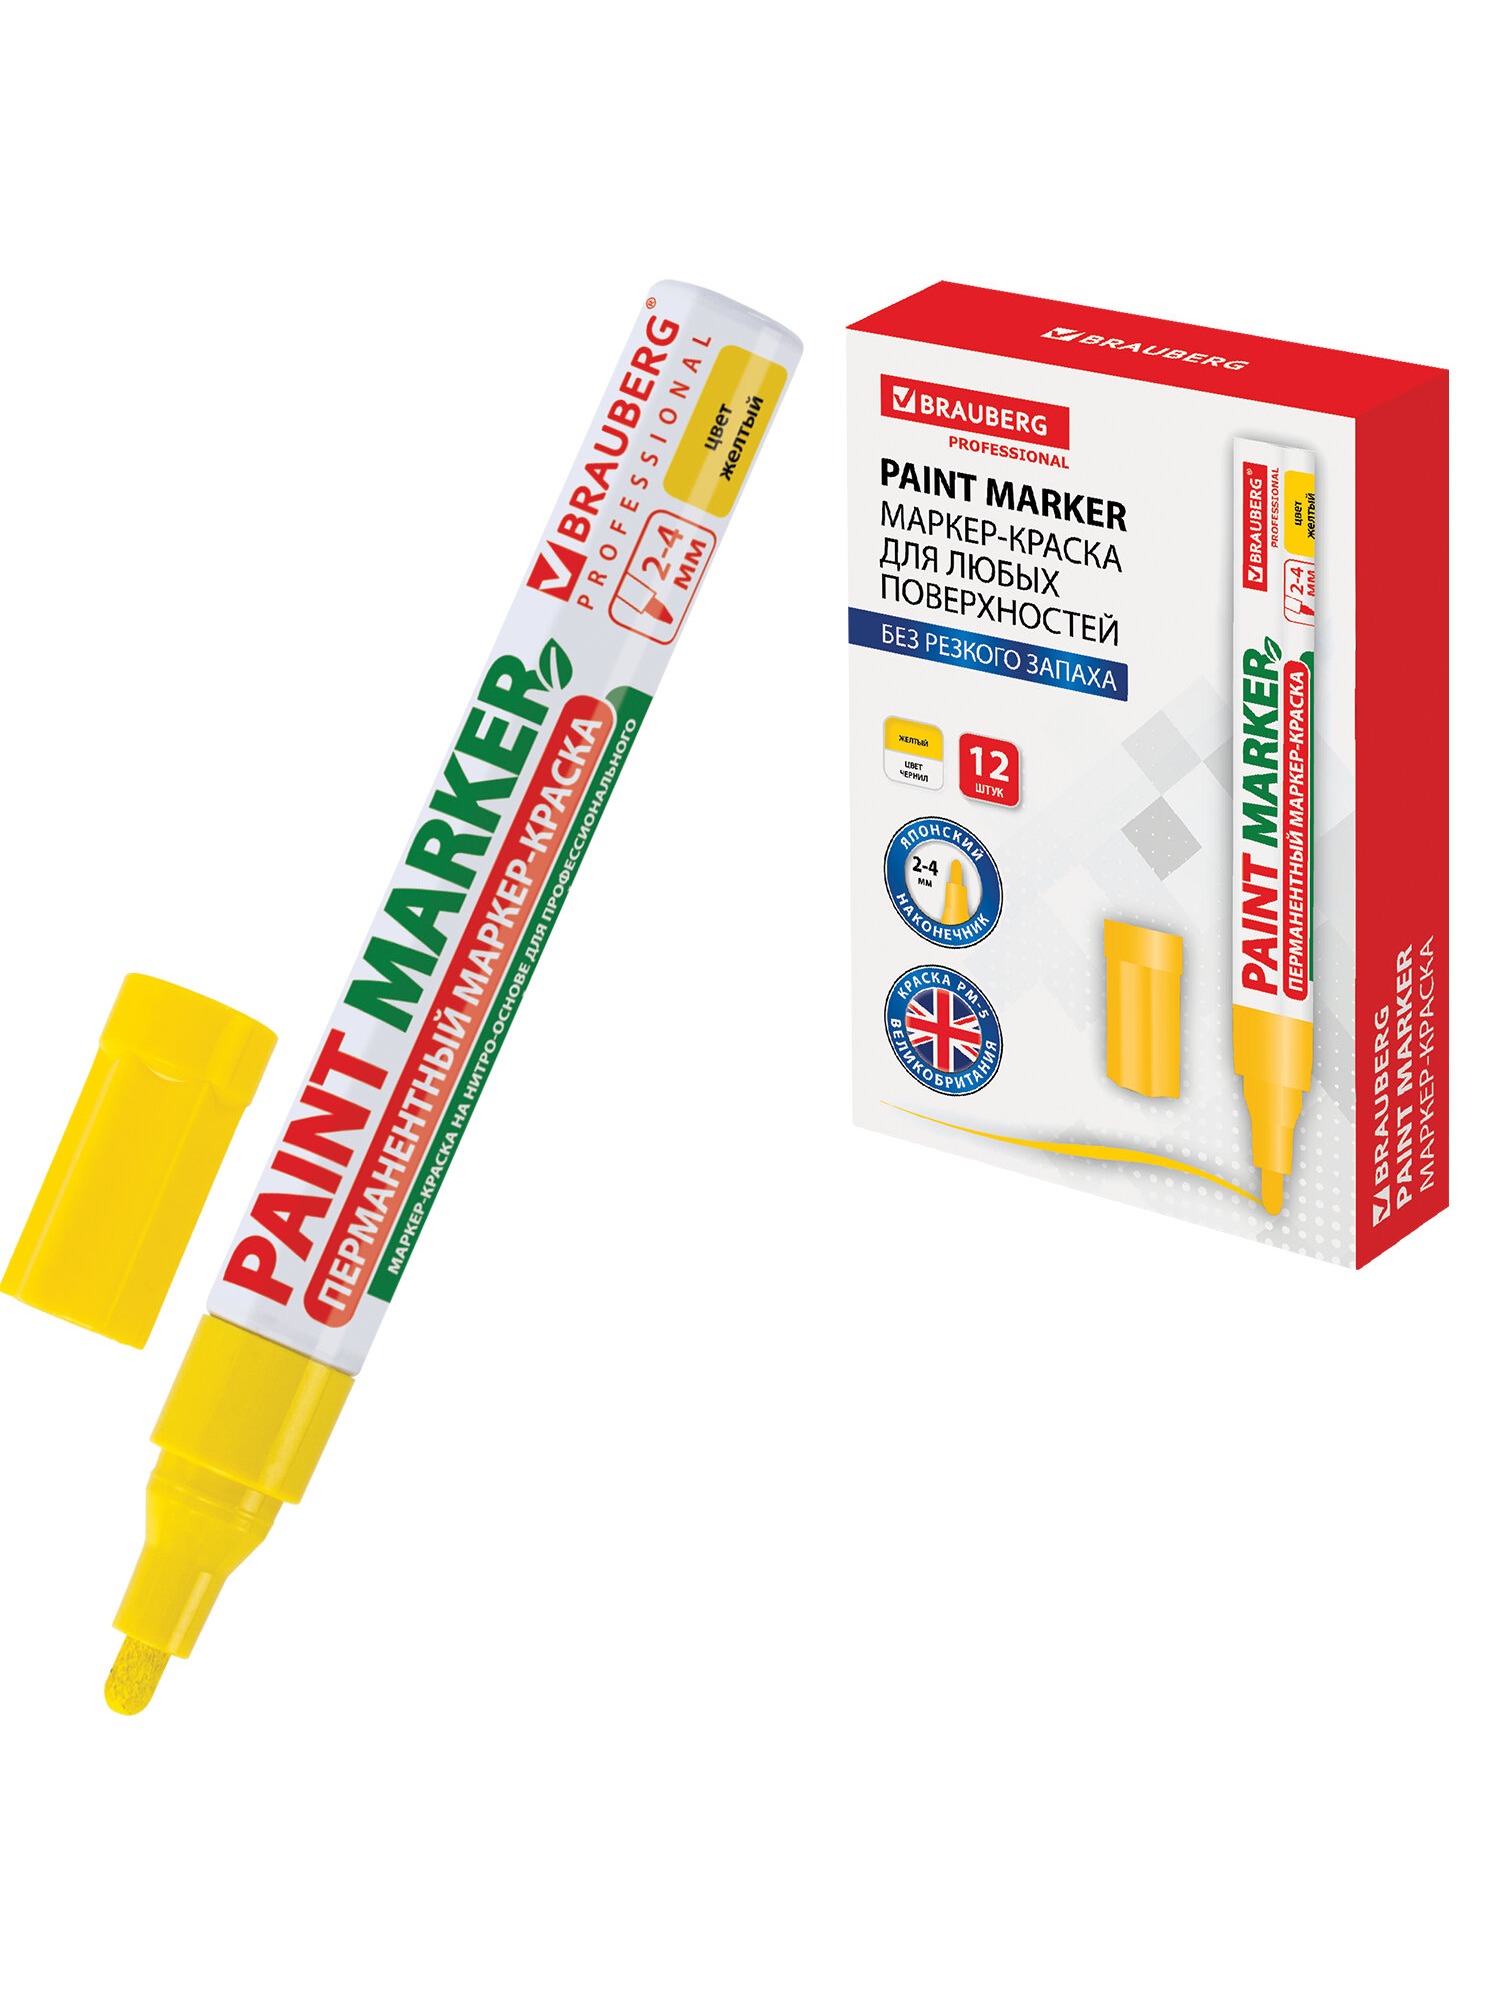 BRAUBERG®
PROFESSIONAL
цвет
желтый
2-4
мм
PAINT MARKER
ПЕРМАНЕНТНЫЙ МАРКЕР-КРАСКА
МАРКЕР-КРАСКА НА НИТРО-ОСНОВЕ ДЛЯ ПРОФЕССИОНАЛЬНОГО
BRAUBERG
BRAUBERG
PROFESSIONAL
PAINT MARKER
МАРКЕР-КРАСКА
ДЛЯ ЛЮБЫХ
ПОВЕРХНОСТЕЙ
БЕЗ РЕЗКОГО ЗАПАХА
ЖЕЛТЫЙ
ЦВЕТ
ЧЕРНИЛ
12
ШТУК
ЯПОНСКИЙ
2-4
мм
НАКОНЕЧНИК
КРАСКА PM-5
ВЕЛИКОБРИТАНИЯ
BRAUBERG®
PROFESSIONAL
цвет
желтый
2-4
мм
PAINT MARKER
ПЕРМАНЕНТНЫЙ МАРКЕР-КРАСКА
BRAUBERG
PAINT MARKER
МАРКЕР-КРАСКА